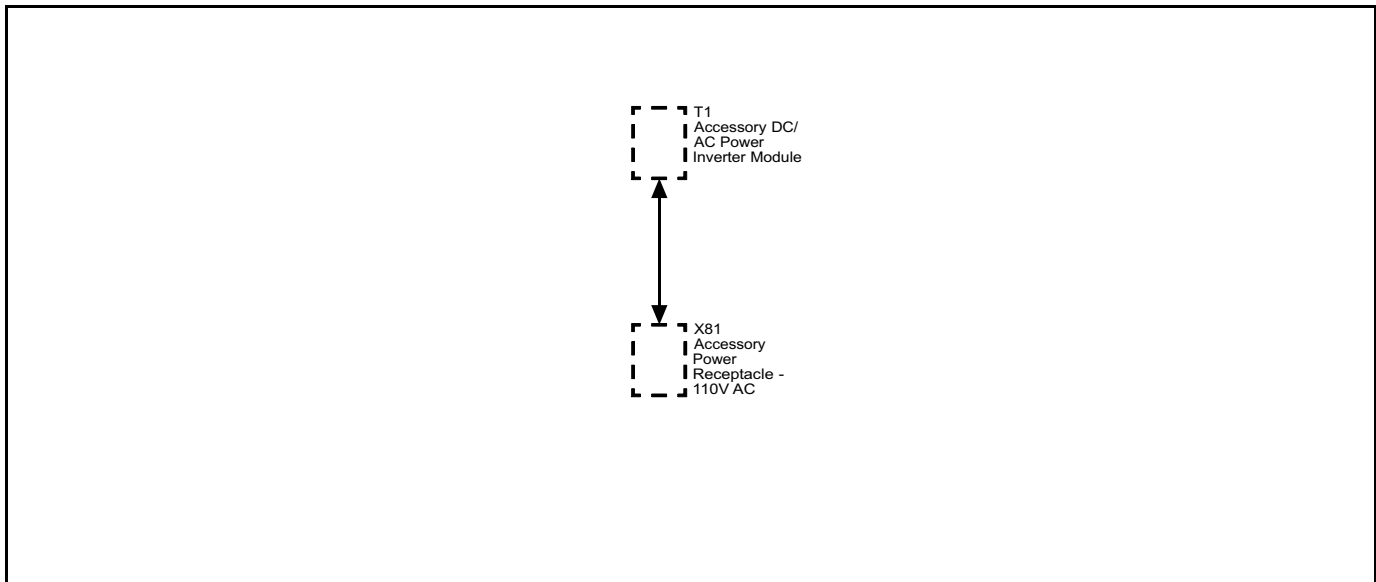 T1
Accessory DC/
AC Power
Inverter Module
X81
Accessory
Power
Receptacle -
110V AC